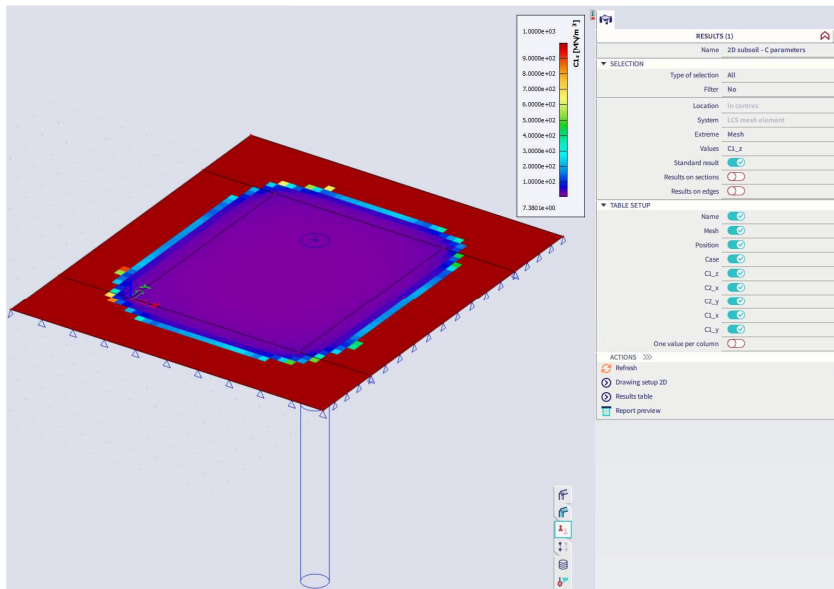 1.0000e+03
9.0000e+02
8.0000e+02
7.0000e+02
6.0000e+02
5.0000e+02
4.0000e+02
3.0000e+02
2.0000e+02
1.0000e+02
7.3801e+00
C1z [MN/m³]
RESULTS (1)
Name 2D subsoil - C parameters
SELECTION
Type of selection All
Filter No
Location In centres
System LCS mesh element
Extreme Mesh
Values C1_z
Standard result
Results on sections
Results on edges
TABLE SETUP
Name
Mesh
Position
Case
C1_z
C2_x
C2_y
C1_x
C1_y
One value per column
ACTIONS >>>
Refresh
Drawing setup 2D
Results table
Report preview